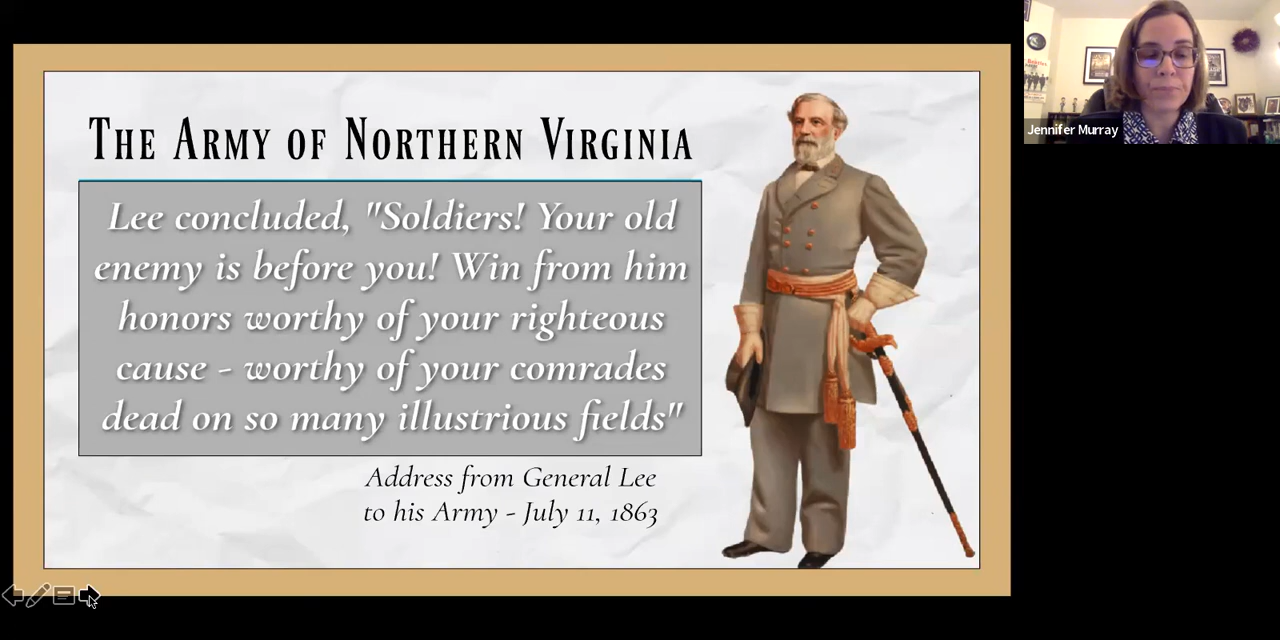 The Army of Northern Virginia
Lee concluded, "Soldiers! Your old
enemy is before you! Win from him
honors worthy of your righteous
cause - worthy of your comrades
dead on so many illustrious fields"
Address from General Lee
to his Army - July 11, 1863
Jennifer Murray